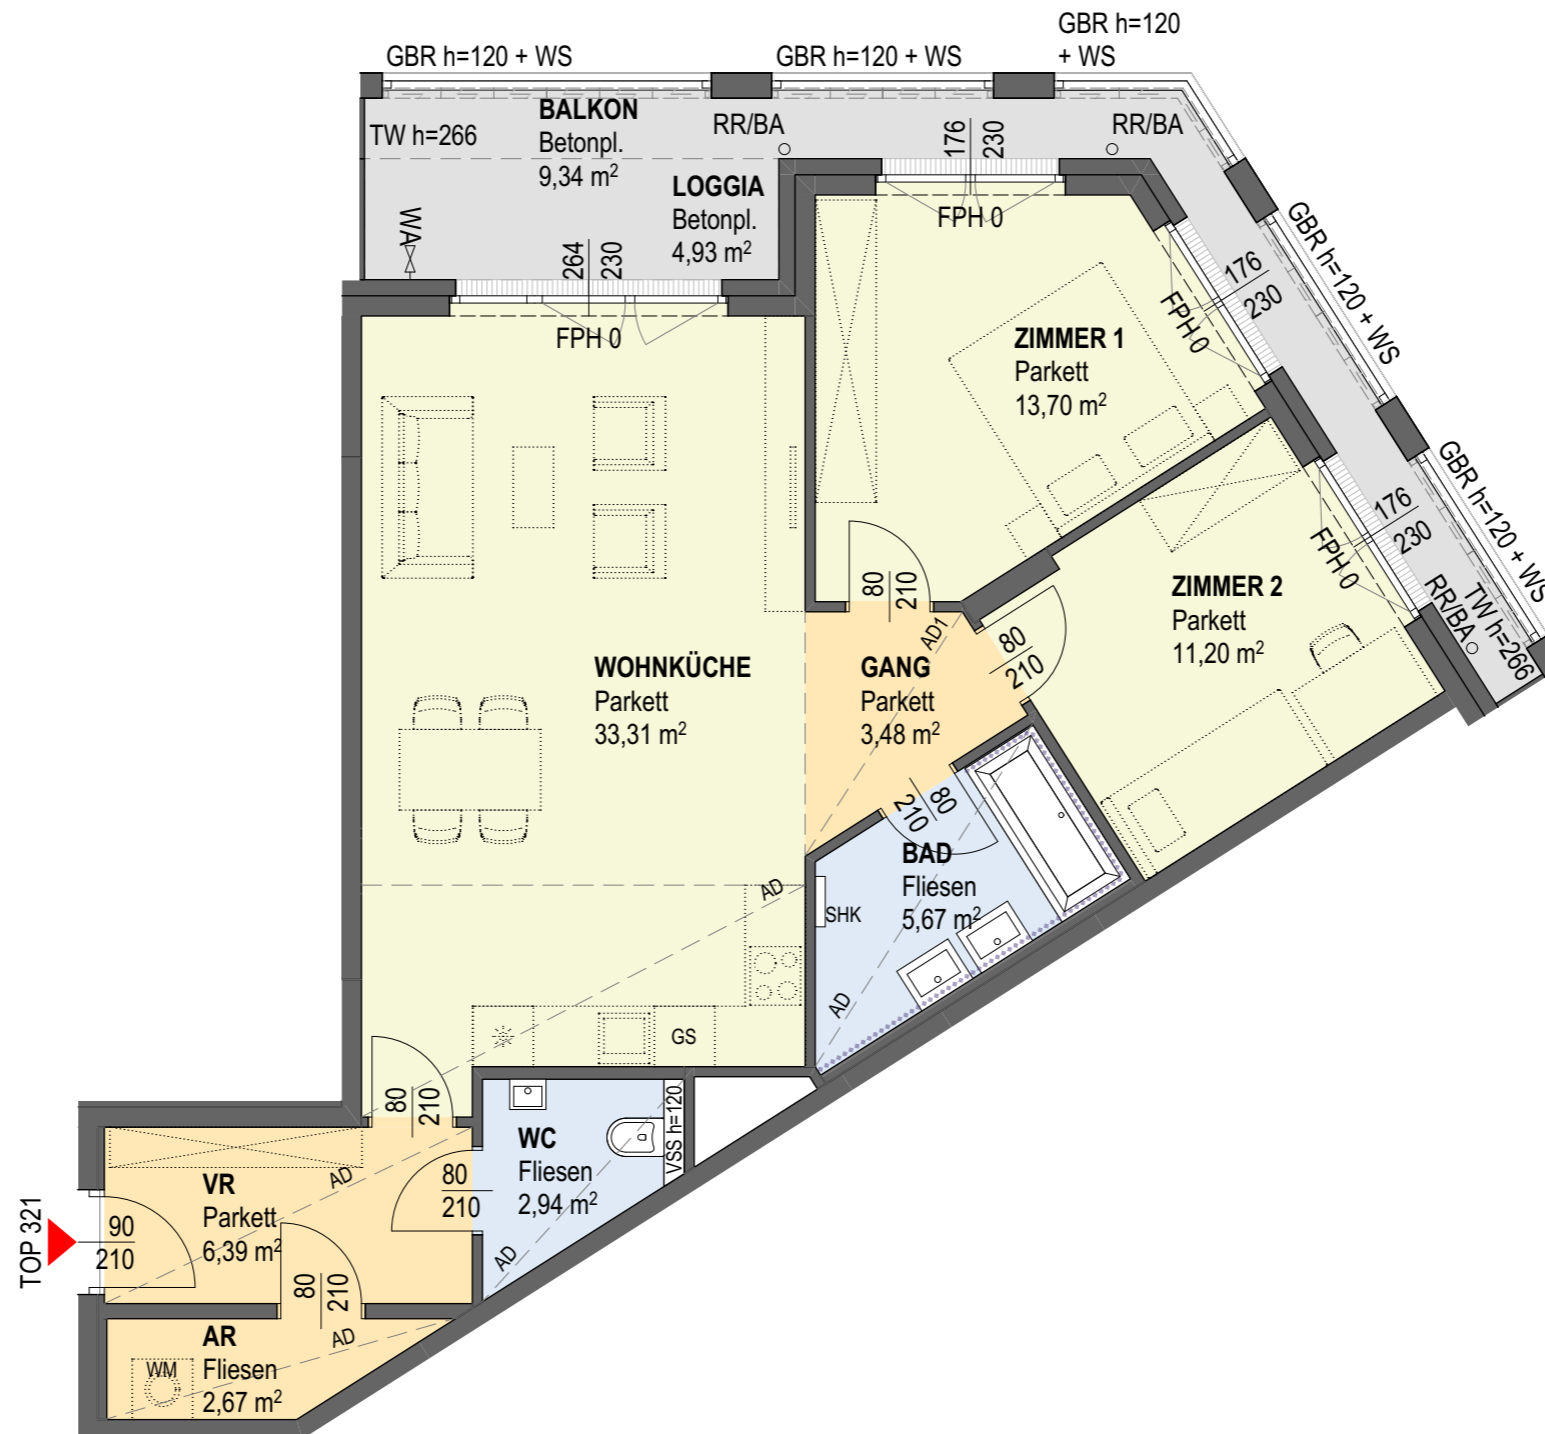 GBR h=120 + WS
GBR h=120 + WS
GBR h=120
+ WS
TW h=266
BALKON
Betonpl.
9,34 m²
RR/BA
176
230
RR/BA
LOGGIA
Betonpl.
4,93 m²
WA
264
230
FPH 0
FPH 0
GBR h=120 + WS
176
230
FPH 0
ZIMMER 1
Parkett
13,70 m²
GBR h=120 + WS
176
230
FPH 0
RR/BA
TW h=266
ZIMMER 2
Parkett
11,20 m²
80
210
AD1
80
210
WOHNKÜCHE
Parkett
33,31 m²
GANG
Parkett
3,48 m²
80
210
BAD
Fliesen
5,67 m²
SHK
AD
AD
GS
80
210
WC
Fliesen
2,94 m²
VSS h=120
AD
80
210
VR
Parkett
6,39 m²
AD
TOP 321
90
210
80
210
AR
Fliesen
2,67 m²
WM
AD